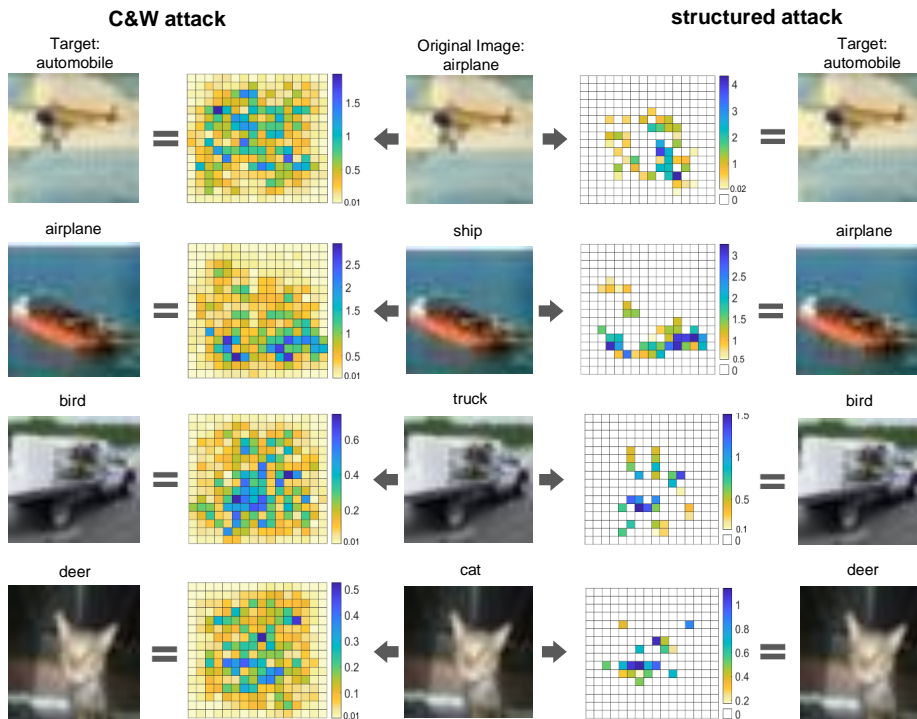 C&W attack
structured attack
Target:
automobile
Original Image:
airplane
Target:
automobile
1.5
1
0.5
0.01
4
3
2
1
0.02
0
airplane
ship
airplane
2.5
2
1.5
1
0.5
0.01
3
2.5
2
1.5
1
0.5
0
bird
truck
bird
0.6
0.4
0.2
0.01
1.5
1
0.5
0.1
0
deer
cat
deer
0.5
0.4
0.3
0.2
0.1
0.01
1
0.8
0.6
0.4
0.2
0